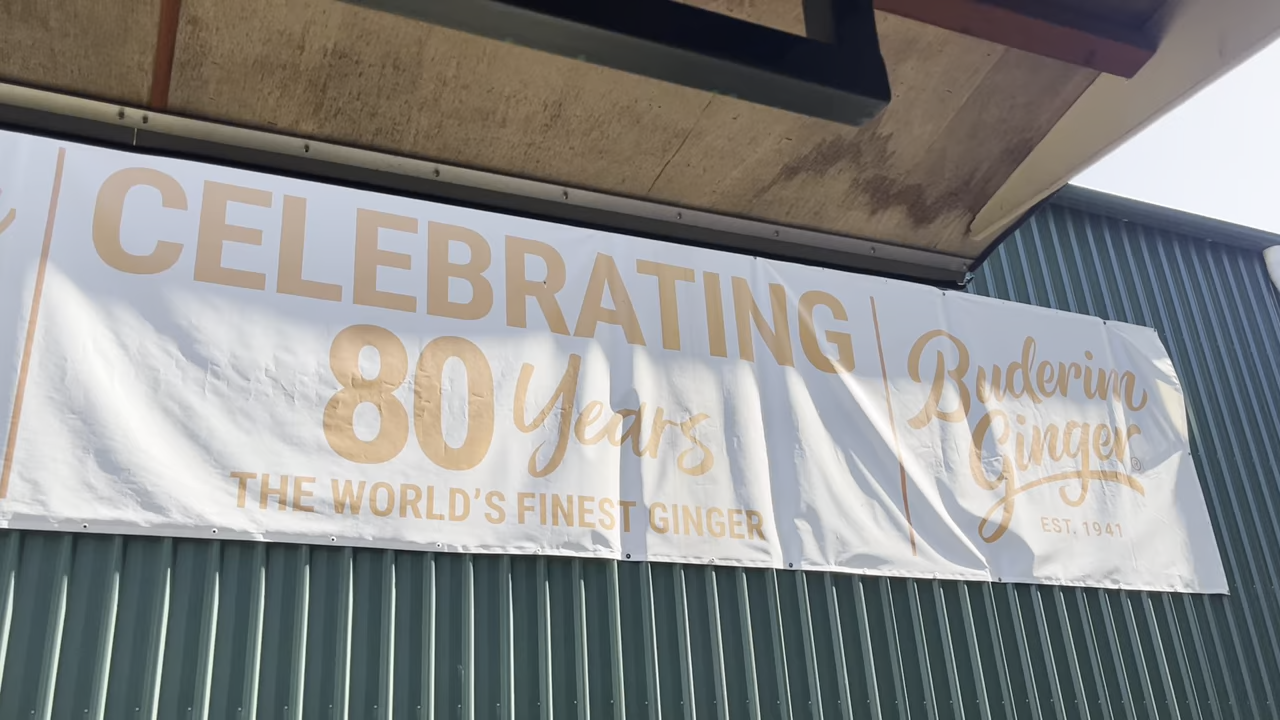 CELEBRATING
80 Years
THE WORLD'S FINEST GINGER
Buderim
Ginger®
EST. 1941